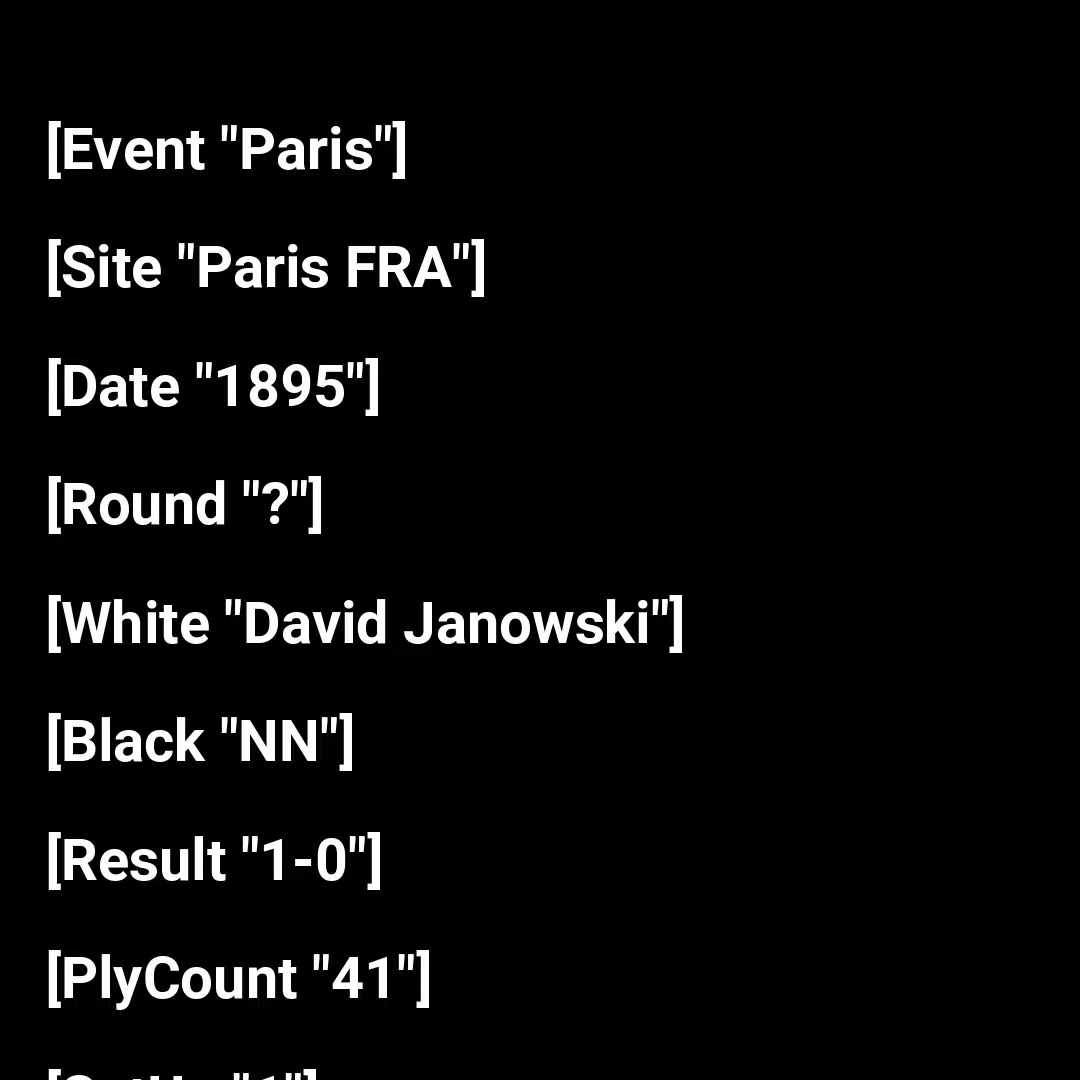 [Event "Paris"]
[Site "Paris FRA"]
[Date "1895"]
[Round "?"]
[White "David Janowski"]
[Black "NN"]
[Result "1-0"]
[PlyCount "41"]